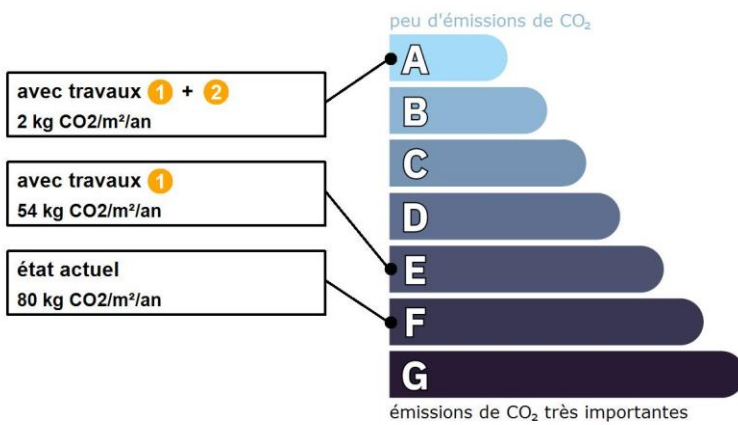 peu d'émissions de CO₂
A
avec travaux 1 + 2
2 kg CO2/m²/an
B
avec travaux 1
54 kg CO2/m²/an
C
D
E
état actuel
80 kg CO2/m²/an
F
G
émissions de CO₂ très importantes